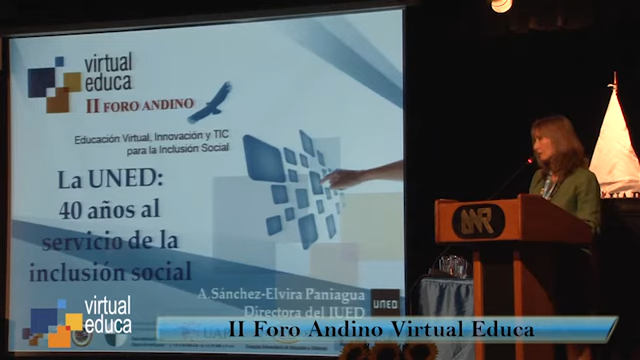 virtual
educa
II FORO ANDINO
Educación Virtual, Innovación y TIC
para la Inclusión Social
La UNED:
40 años al
servicio de la
inclusión social
A. Sánchez-Elvira Paniagua
Directora del IUED
UNED
BNR
virtual
educa
II Foro Andino Virtual Educa